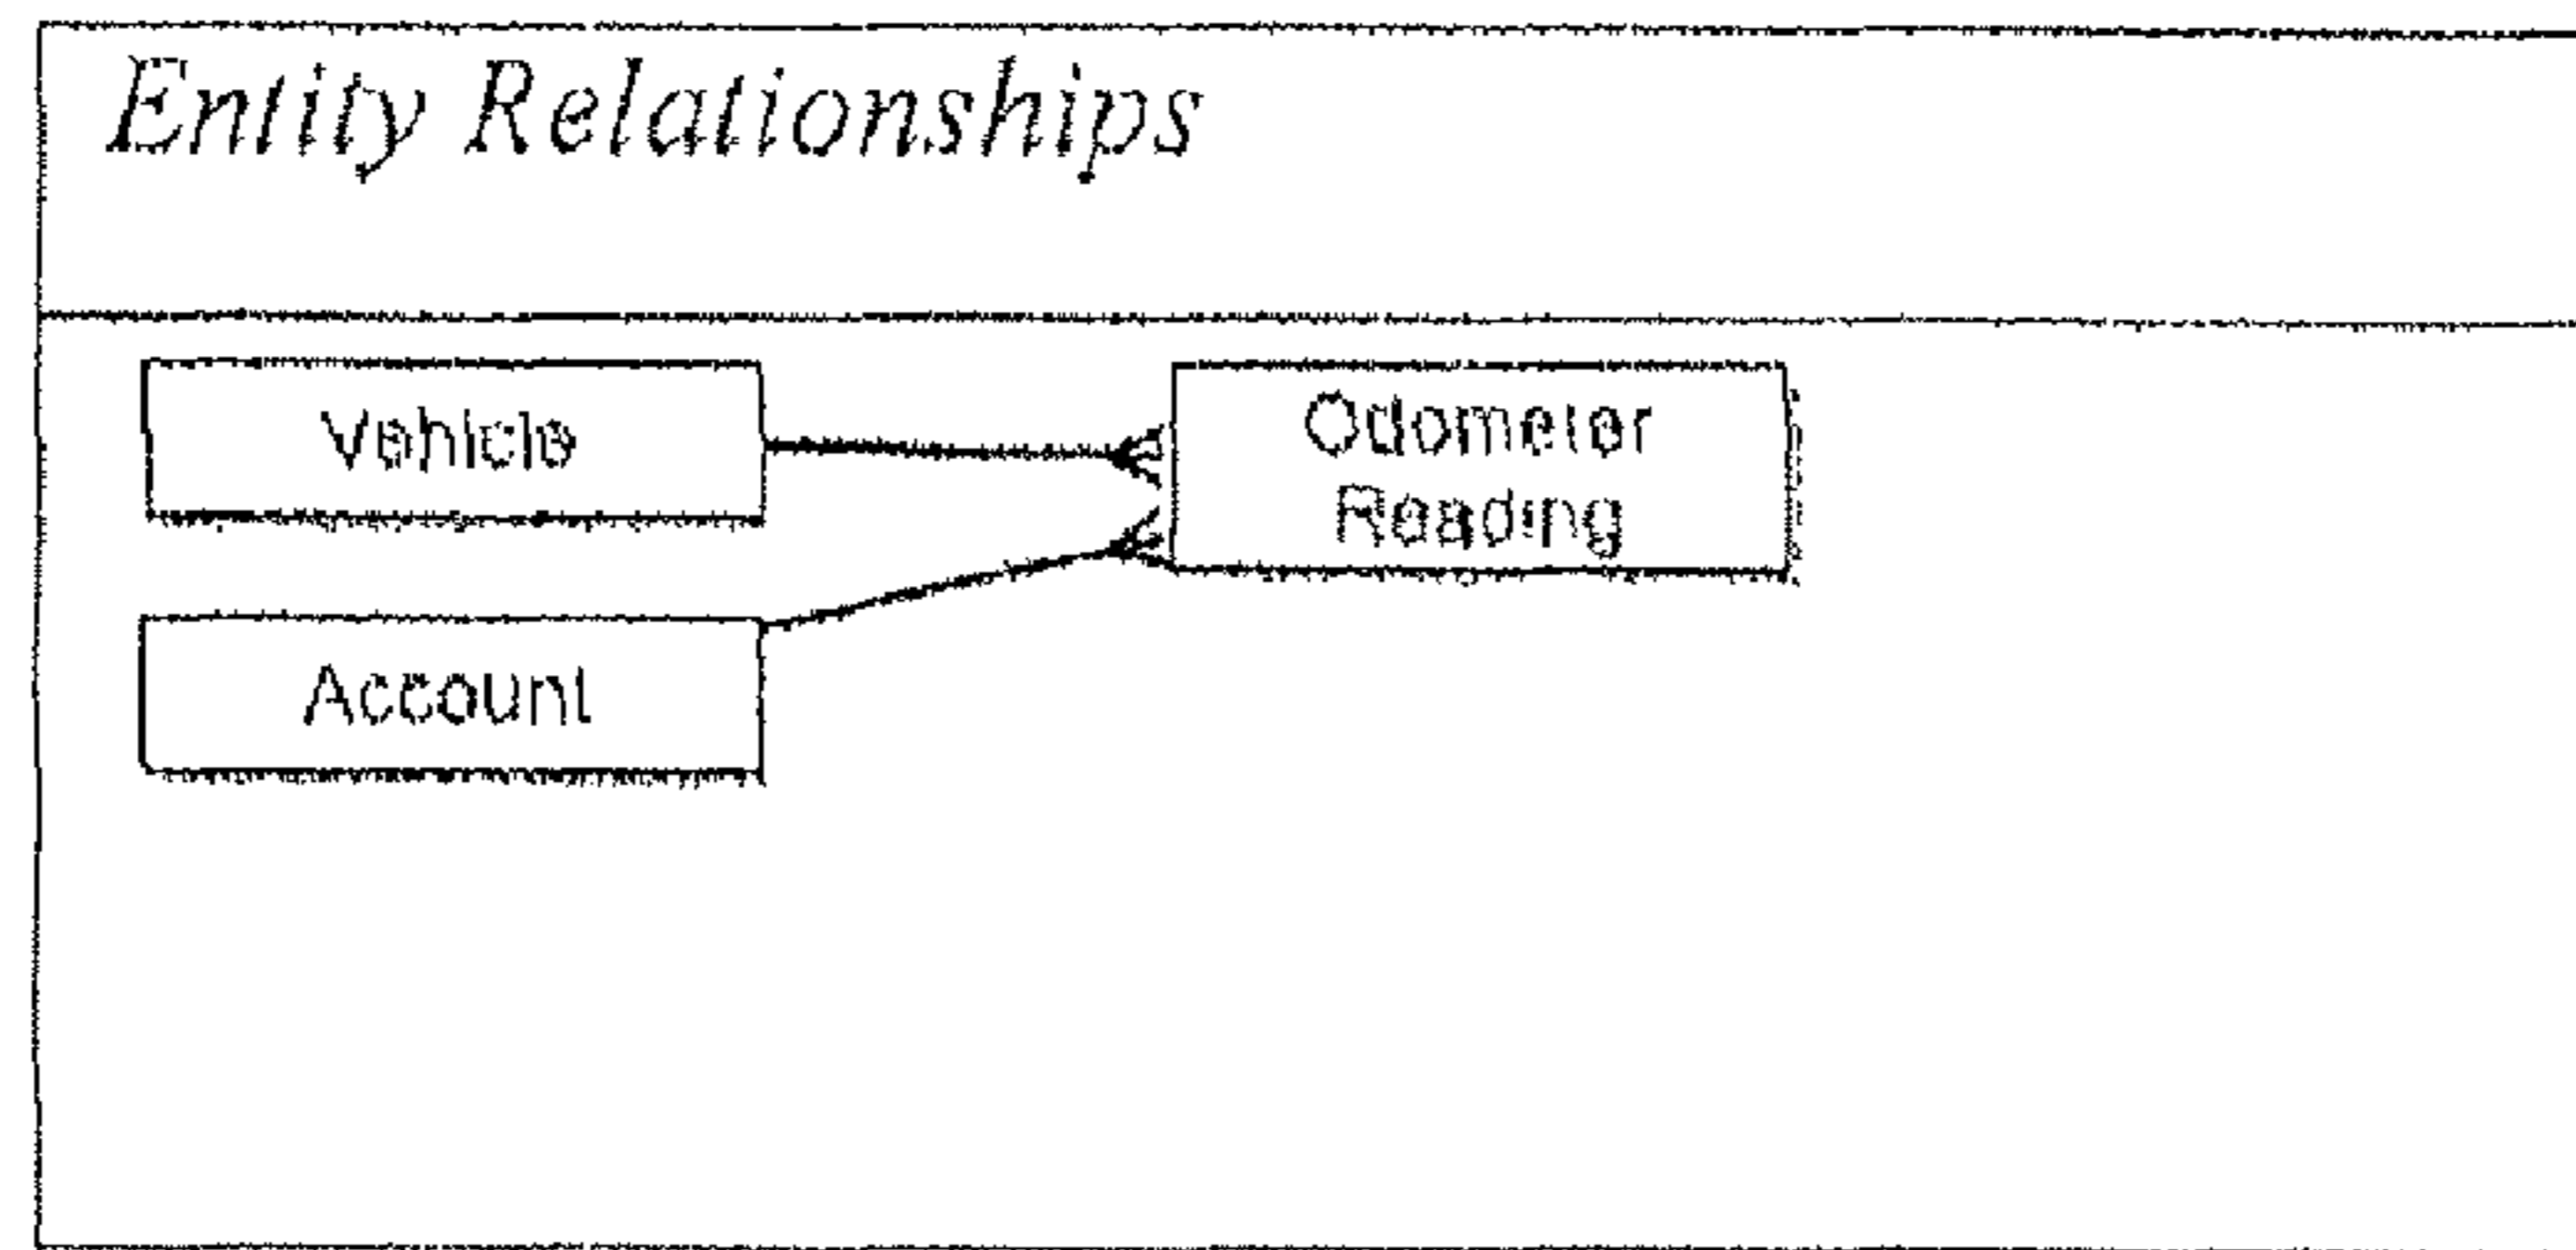 Entity Relationships
Vehicle
Odometer
Reading
Account